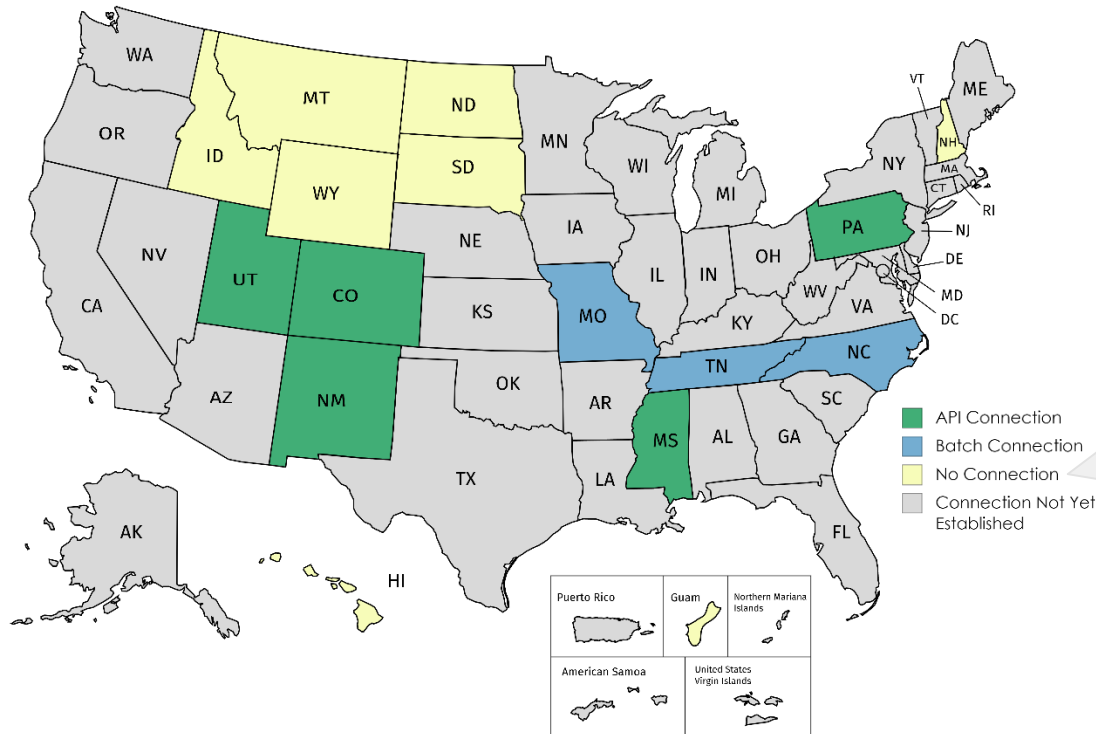 WA
MT
ND
MN
VT
ME
OR
ID
WY
SD
WI
MI
NY
NH
MA
CT
RI
NV
UT
CO
NE
IA
IL
IN
OH
PA
NJ
DE
MD
DC
CA
KS
MO
KY
WV
VA
AZ
NM
OK
AR
TN
NC
SC
TX
LA
MS
AL
GA
FL
AK
HI
API Connection
Batch Connection
No Connection
Connection Not Yet
Established
Puerto Rico
Guam
Northern Mariana
Islands
American Samoa
United States
Virgin Islands